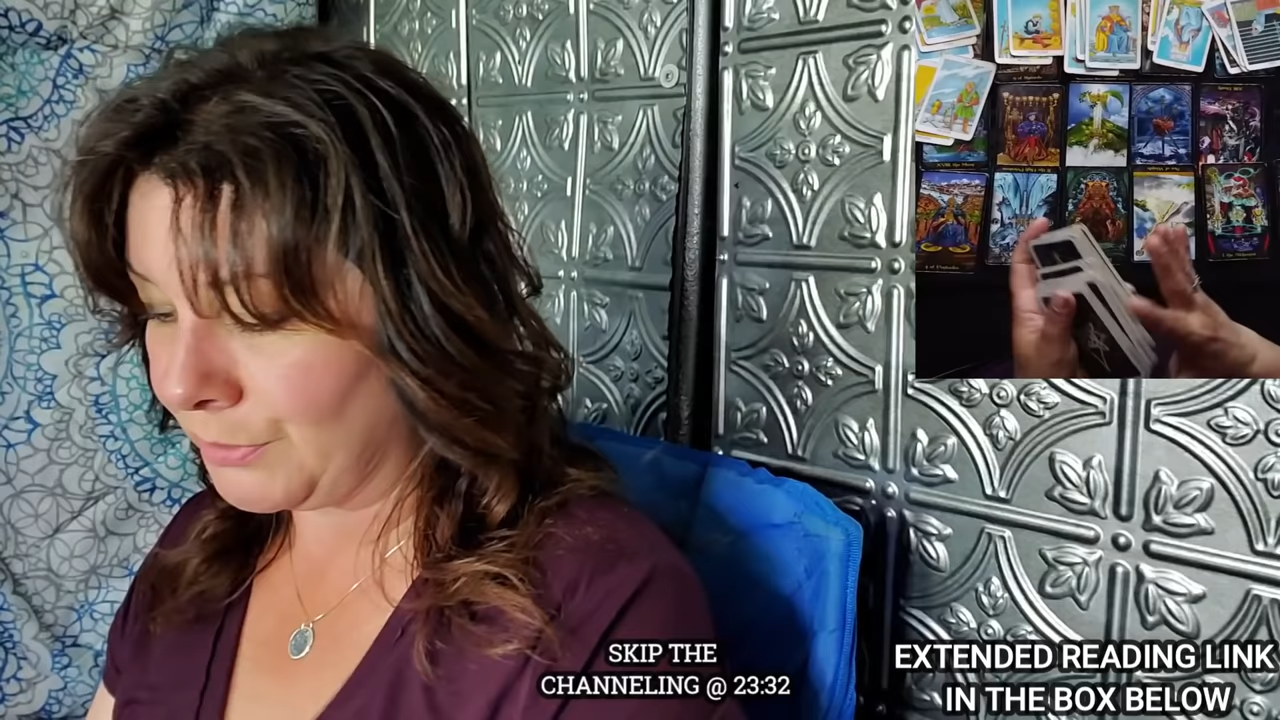 SKIP THE
CHANNELING @ 23:32
EXTENDED READING LINK
IN THE BOX BELOW